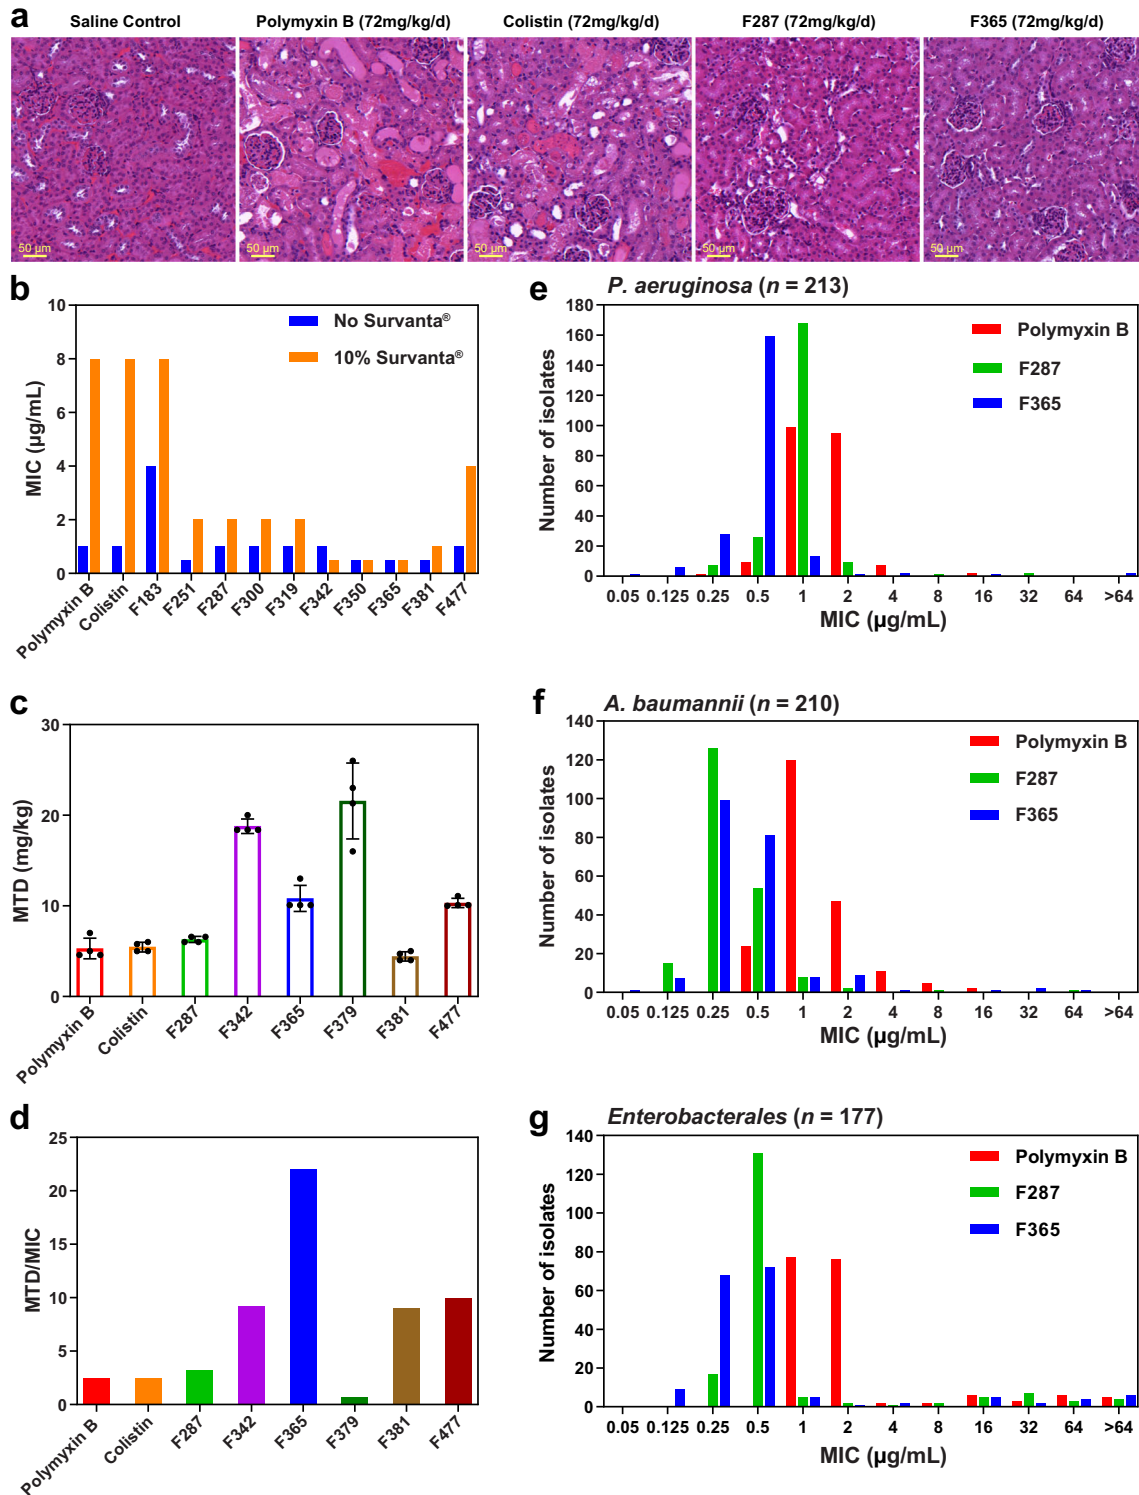 a
Saline Control
Polymyxin B (72mg/kg/d)
Colistin (72mg/kg/d)
F287 (72mg/kg/d)
F365 (72mg/kg/d)
50 µm
50 µm
50 µm
50 µm
50 µm
b
No Survanta®
10% Survanta®
MIC (µg/mL)
10
8
6
4
2
0
Polymyxin B
Colistin
F183
F251
F287
F300
F319
F342
F350
F365
F381
F477
c
MTD (mg/kg)
30
20
10
0
Polymyxin B
Colistin
F287
F342
F365
F379
F381
F477
d
MTD/MIC
25
20
15
10
5
0
Polymyxin B
Colistin
F287
F342
F365
F379
F381
F477
e
P. aeruginosa (n = 213)
Polymyxin B
F287
F365
Number of isolates
180
160
140
120
100
80
60
40
20
0
0.05 0.125 0.25 0.5 1 2 4 8 16 32 64 >64
MIC (µg/mL)
f
A. baumannii (n = 210)
Polymyxin B
F287
F365
Number of isolates
140
120
100
80
60
40
20
0
0.05 0.125 0.25 0.5 1 2 4 8 16 32 64 >64
MIC (µg/mL)
g
Enterobacterales (n = 177)
Polymyxin B
F287
F365
Number of isolates
140
120
100
80
60
40
20
0
0.05 0.125 0.25 0.5 1 2 4 8 16 32 64 >64
MIC (µg/mL)